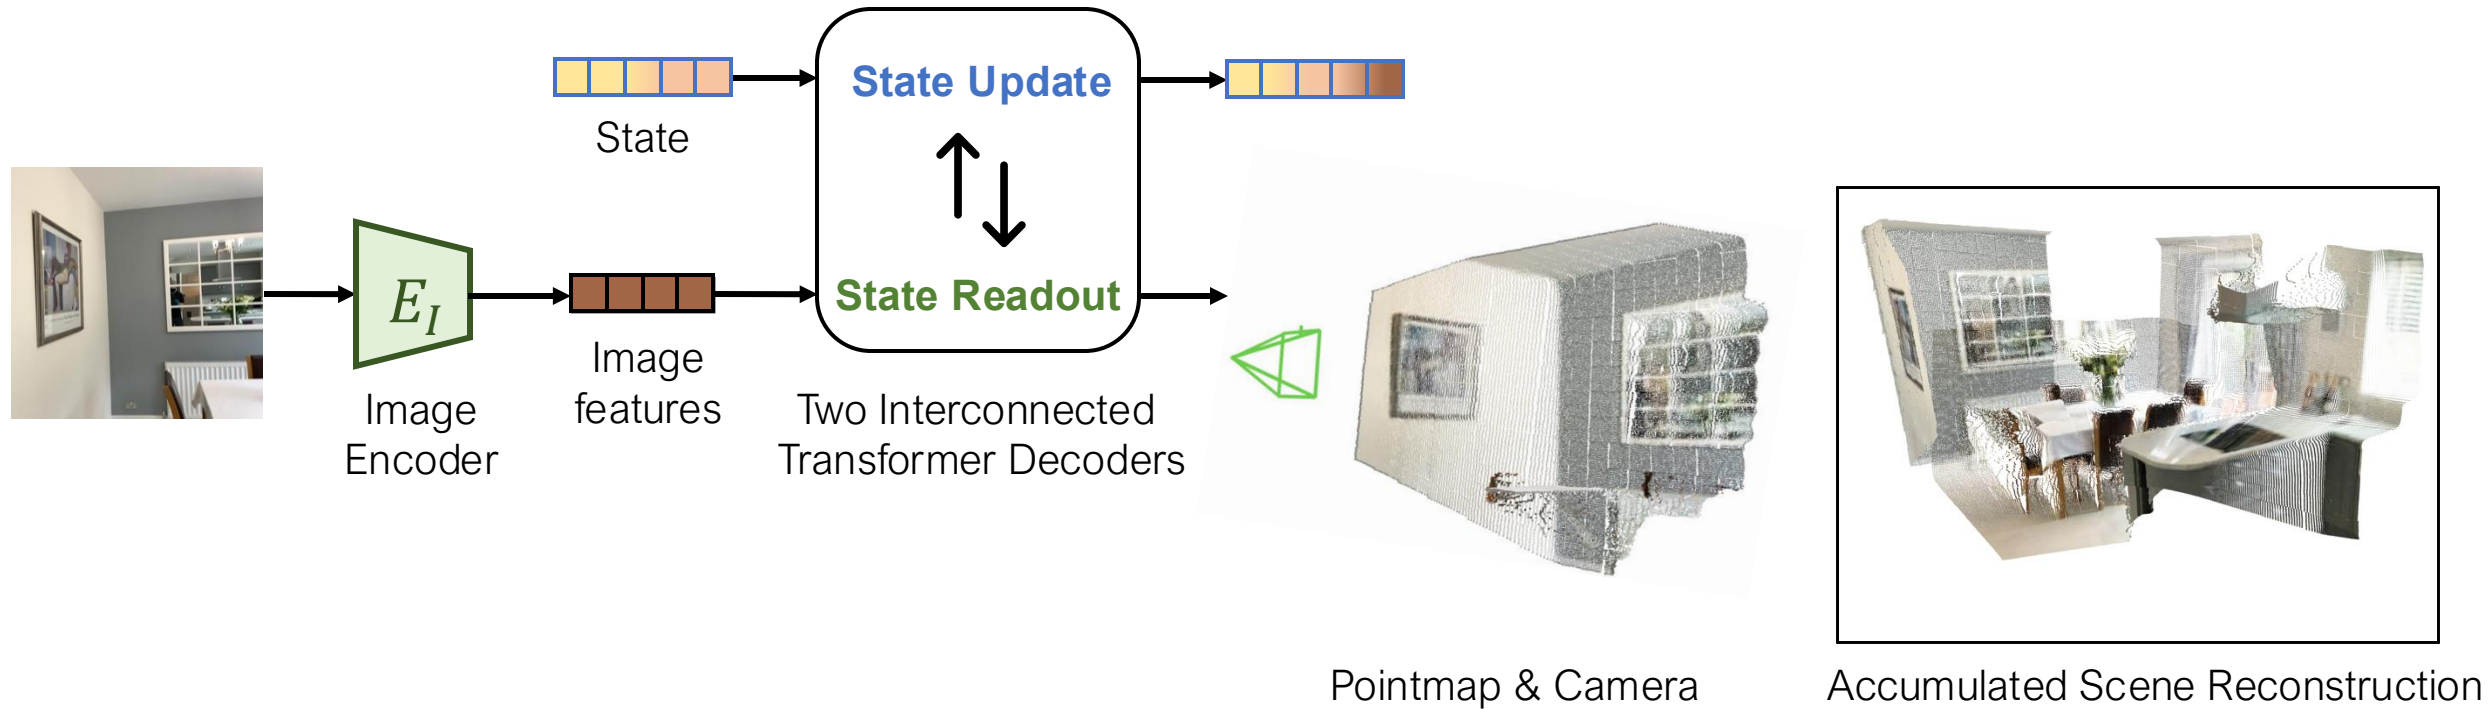 State Update
State
State Readout
E_I
Image
Encoder
Image
features
Two Interconnected
Transformer Decoders
Pointmap & Camera
Accumulated Scene Reconstruction